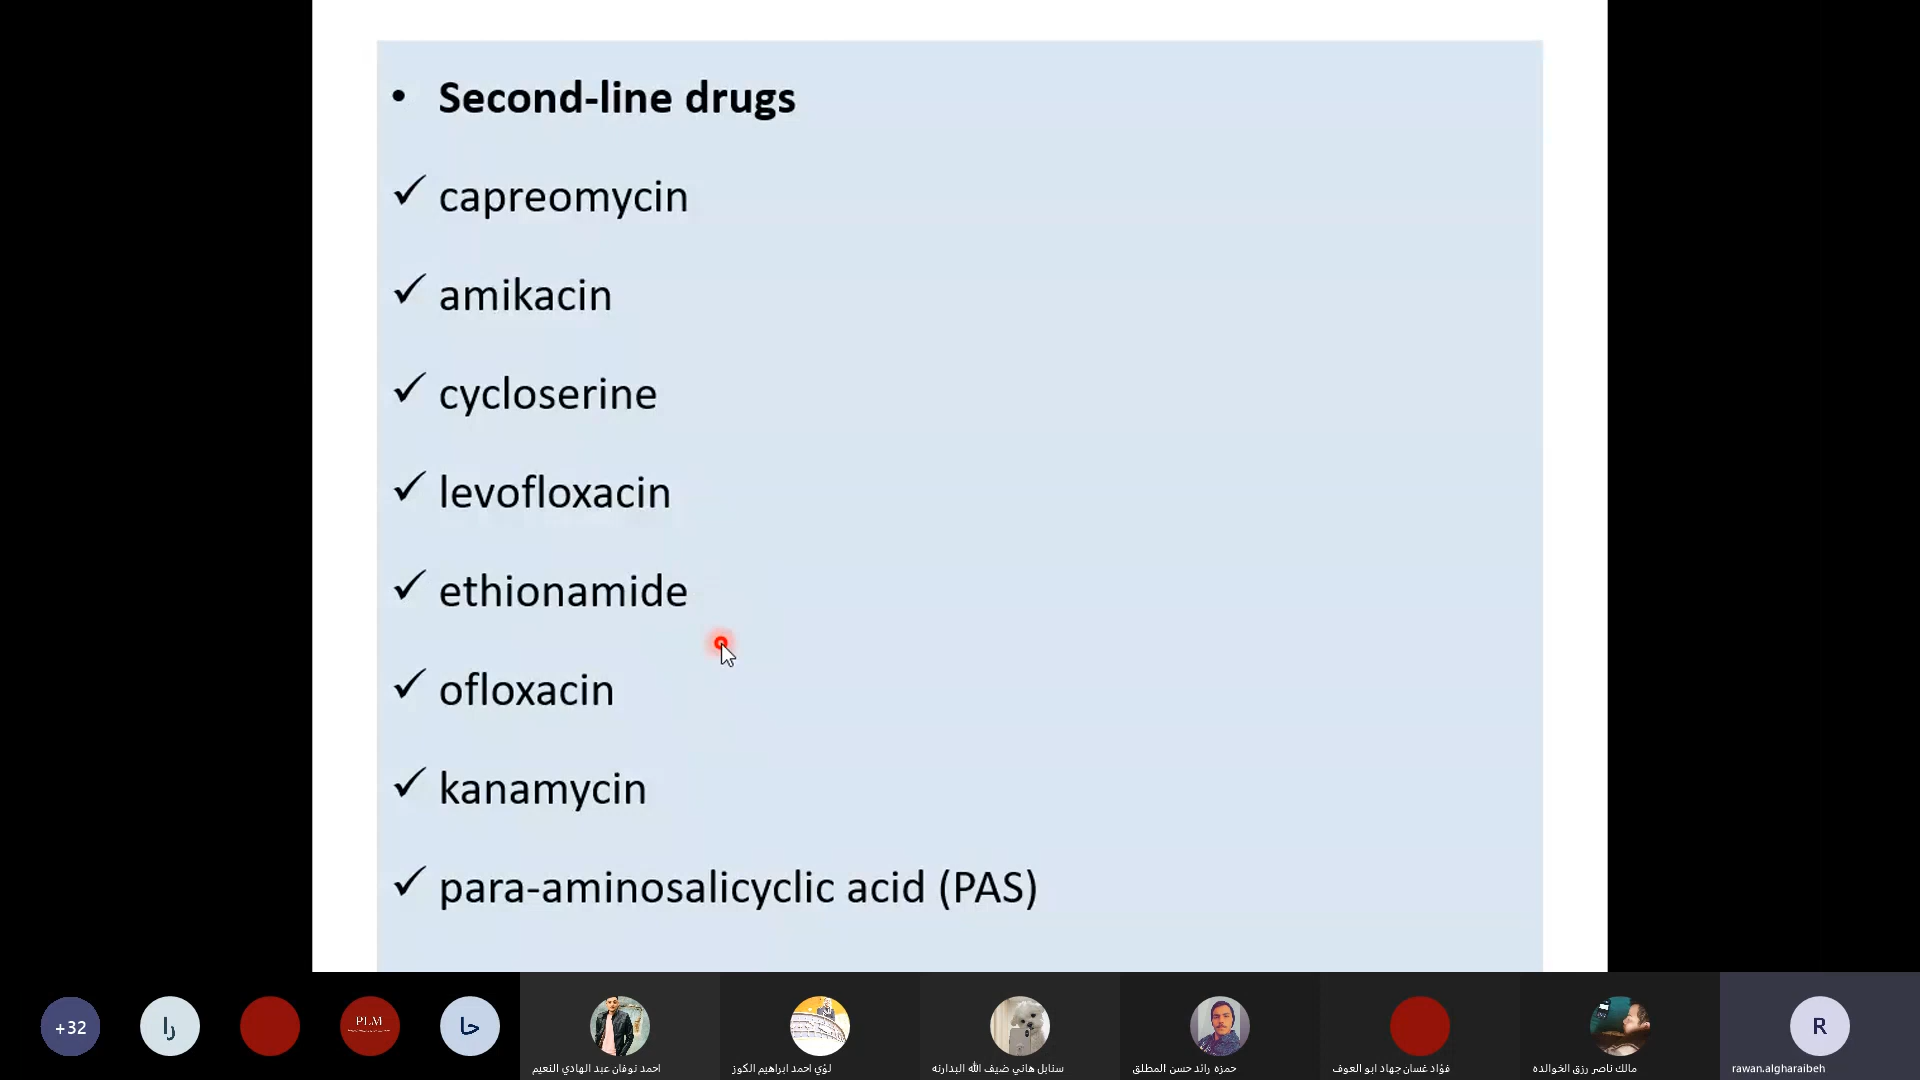 • Second-line drugs
✓ capreomycin
✓ amikacin
✓ cycloserine
✓ levofloxacin
✓ ethionamide
✓ ofloxacin
✓ kanamycin
✓ para-aminosalicyclic acid (PAS)
+32
را
PLM
حا
احمد نوفان عبد الهادي النعيم
لؤي احمد ابراهيم الكوز
سنابل هاني ضيف الله البدارنه
حمزه رائد حسن المطلق
فؤاد غسان جهاد ابو العوف
مالك ناصر رزق الخوالده
R
rawan.algharaibeh